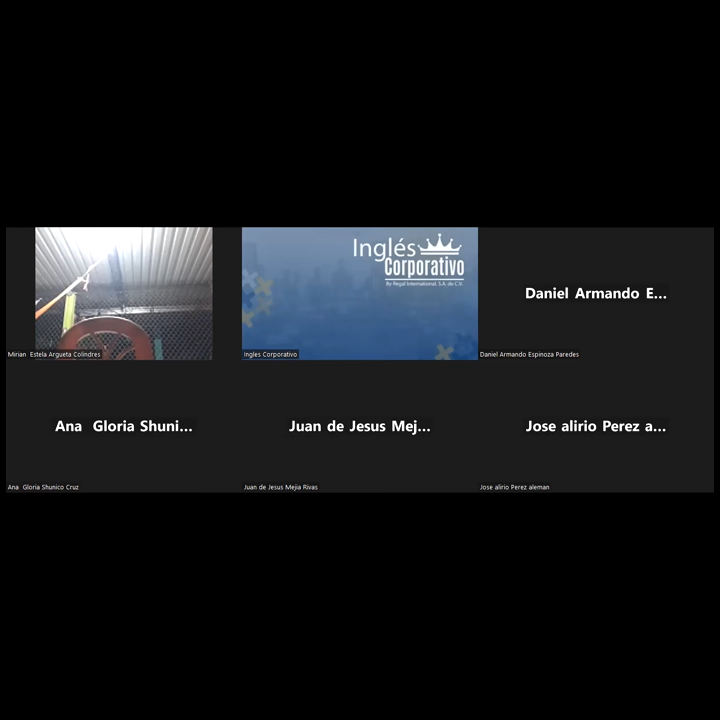 Inglés
Corporativo
By Regal International, S.A. de C.V.
Daniel Armando E...
Mirian Estela Argueta Colindres
Ingles Corporativo
Daniel Armando Espinoza Paredes
Ana Gloria Shuni...
Juan de Jesus Mej...
Jose alirio Perez a...
Ana Gloria Shunico Cruz
Juan de Jesus Mejia Rivas
Jose alirio Perez aleman